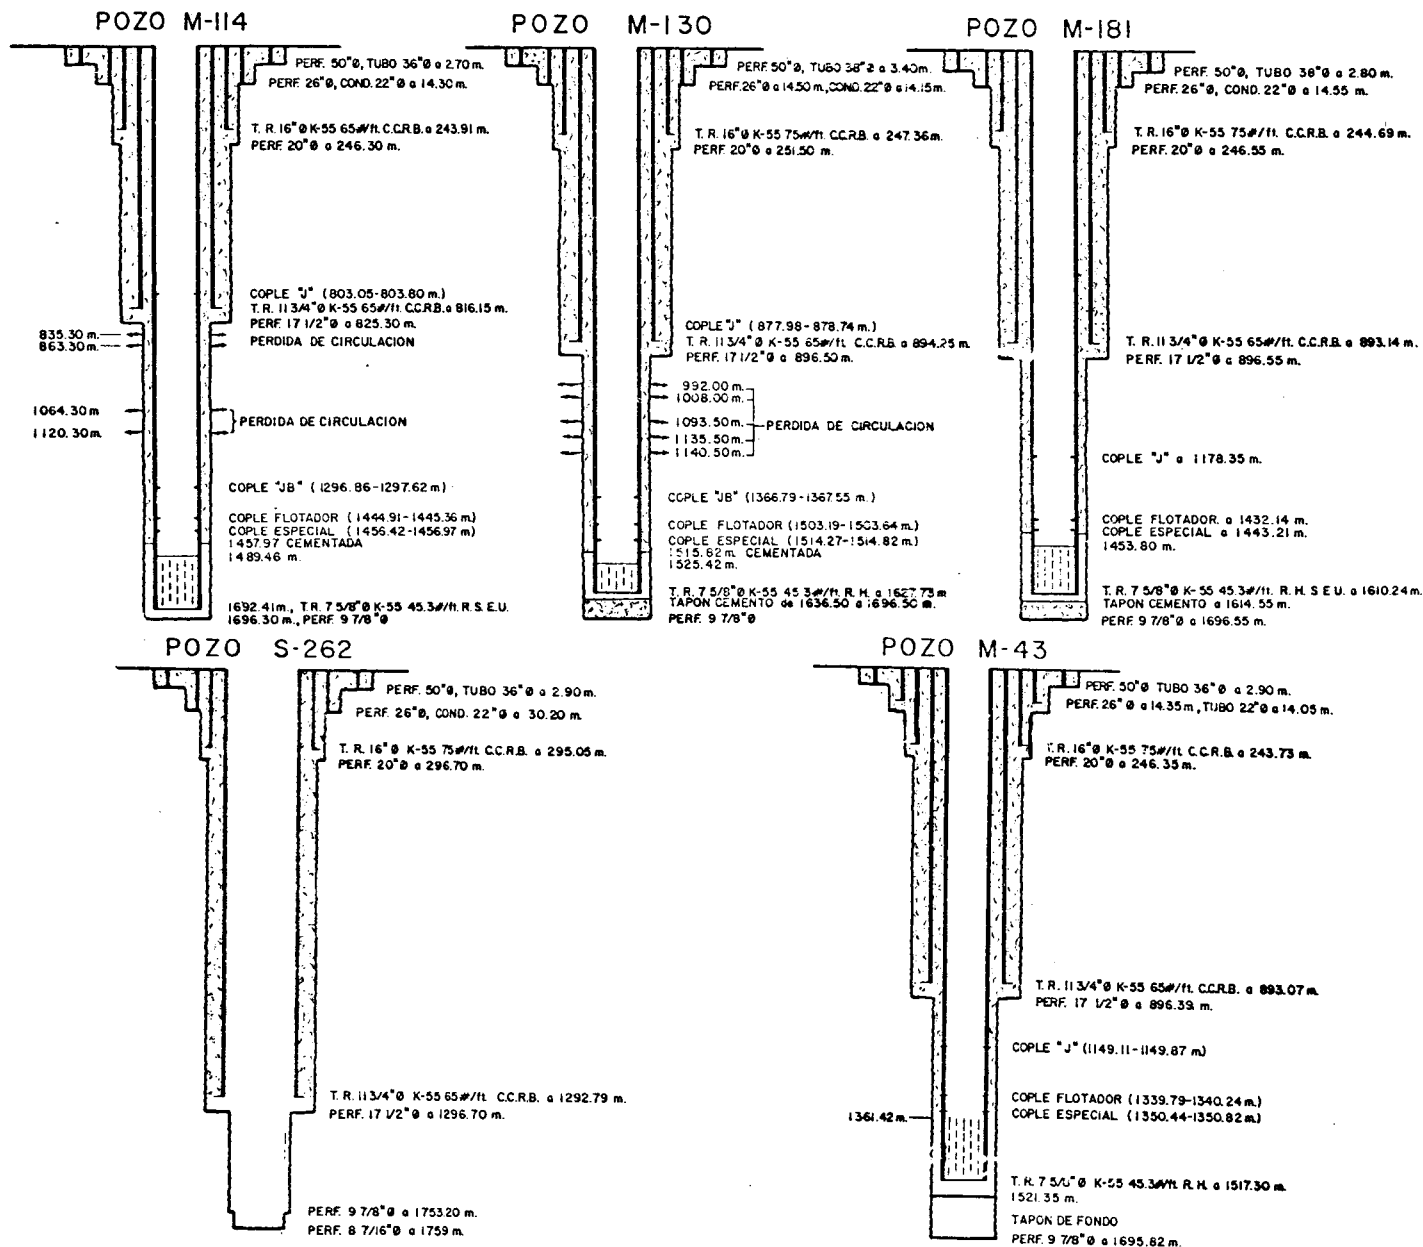 POZO M-114
PERF. 50"Ø, TUBO 36"Ø a 2.70 m.
PERF. 26"Ø, COND. 22"Ø a 14.30 m.
T. R. 16"Ø K-55 65#/ft. C.C.R.B. a 243.91 m.
PERF. 20"Ø a 246.30 m.
COPLE "J" (803.05-803.80 m.)
T. R. 11 3/4"Ø K-55 65#/ft. C.C.R.B. a 816.15 m.
PERF. 17 1/2"Ø a 825.30 m.
835.30 m.
863.30 m.
PERDIDA DE CIRCULACION
1064.30 m
1120.30 m.
PERDIDA DE CIRCULACION
COPLE "JB" (1296.86-1297.62 m)
COPLE FLOTADOR (1444.91-1445.36 m)
COPLE ESPECIAL (1456.42-1456.97 m)
1457.97 CEMENTADA
1489.46 m.
1692.41m., T.R. 7 5/8"Ø K-55 45.3#/ft. R.S.E.U.
1696.30 m., PERF. 9 7/8"Ø
POZO M-130
PERF. 50"Ø, TUBO 38"Ø a 3.40m.
PERF. 26"Ø a 14.50 m., COND. 22"Ø a 14.15m.
T. R. 16"Ø K-55 75#/ft C.C.R.B. a 247.36 m.
PERF. 20"Ø a 251.50 m.
COPLE "J" (877.98-878.74 m.)
T. R. 11 3/4"Ø K-55 65#/ft C.C.R.B. a 894.25 m.
PERF. 17 1/2"Ø a 896.50 m.
992.00 m.
1008.00 m.
1093.50 m.
1135.50 m.
1140.50 m.
PERDIDA DE CIRCULACION
COPLE "JB" (1366.79-1367.55 m.)
COPLE FLOTADOR (1503.19-1503.64 m)
COPLE ESPECIAL (1514.27-1514.82 m)
1515.82 m. CEMENTADA
1525.42 m.
T. R. 7 5/8"Ø K-55 45.3#/ft. R. H. a 1627.73 m
TAPON CEMENTO de 1636.50 a 1696.50 m.
PERF. 9 7/8"Ø
POZO M-181
PERF. 50"Ø, TUBO 38"Ø a 2.80 m.
PERF. 26"Ø, COND. 22"Ø a 14.55 m.
T. R. 16"Ø K-55 75#/ft. C.C.R.B. a 244.69 m.
PERF. 20"Ø a 246.55 m.
T. R. 11 3/4"Ø K-55 65#/ft. C.C.R.B. a 893.14 m.
PERF. 17 1/2"Ø a 896.55 m.
COPLE "J" a 1178.35 m.
COPLE FLOTADOR. a 1432.14 m.
COPLE ESPECIAL a 1443.21 m.
1453.80 m.
T. R. 7 5/8"Ø K-55 45.3#/ft. R. H. S E U. a 1610.24 m.
TAPON CEMENTO a 1614.55 m.
PERF. 9 7/8"Ø a 1696.55 m.
POZO S-262
PERF. 50"Ø, TUBO 36"Ø a 2.90 m.
PERF. 26"Ø, COND. 22"Ø a 30.20 m.
T. R. 16"Ø K-55 75#/ft C.C.R.B. a 295.05 m.
PERF. 20"Ø a 296.70 m.
T. R. 11 3/4"Ø K-55 65#/ft. C.C.R.B. a 1292.79 m.
PERF. 17 1/2"Ø a 1296.70 m.
PERF. 9 7/8"Ø a 1753.20 m.
PERF. 8 7/16"Ø a 1759 m.
POZO M-43
PERF. 50"Ø TUBO 36"Ø a 2.90 m.
PERF. 26"Ø a 14.35 m, TUBO 22"Ø a 14.05 m.
T. R. 16"Ø K-55 75#/ft C.C.R.B. a 243.73 m.
PERF. 20"Ø a 246.35 m.
T. R. 11 3/4"Ø K-55 65#/ft. C.C.R.B. a 893.07 m.
PERF. 17 1/2"Ø a 896.39 m.
COPLE "J" (1149.11-1149.87 m)
COPLE FLOTADOR (1339.79-1340.24 m)
COPLE ESPECIAL (1350.44-1350.82 m)
1361.42 m.
T. R. 7 5/8"Ø K-55 45.3#/ft. R. H. a 1517.30 m.
1521.35 m.
TAPON DE FONDO
PERF. 9 7/8"Ø a 1695.82 m.